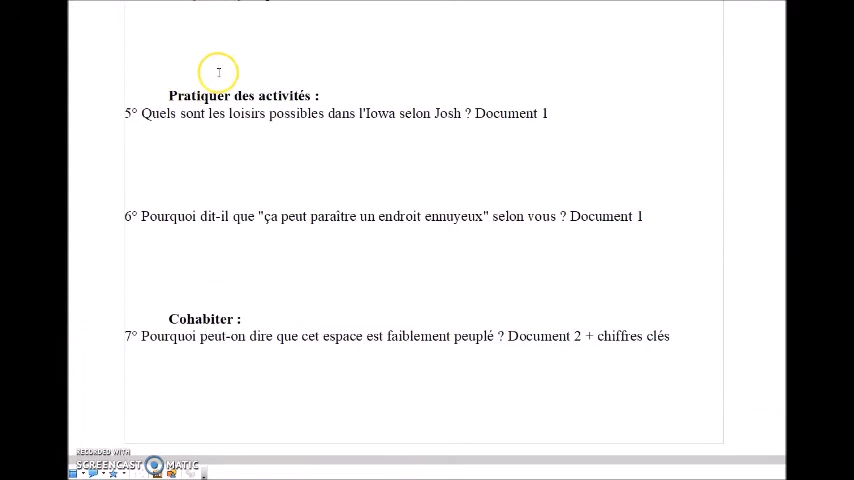 Pratiquer des activités :
5° Quels sont les loisirs possibles dans l'Iowa selon Josh ? Document 1
6° Pourquoi dit-il que "ça peut paraître un endroit ennuyeux" selon vous ? Document 1
Cohabiter :
7° Pourquoi peut-on dire que cet espace est faiblement peuplé ? Document 2 + chiffres clés
RECORDED WITH
SCREENCAST MATIC